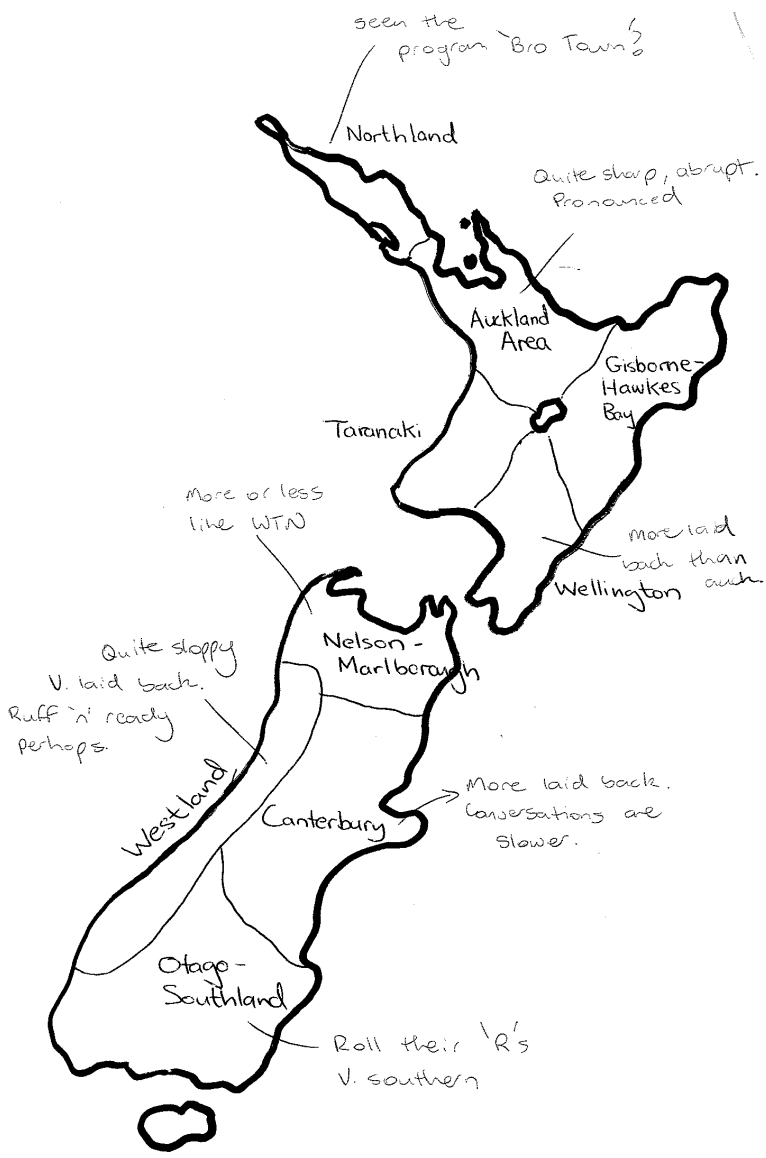 seen the
program 'Bro Town'?
Northland
Quite sharp, abrupt.
Pronounced
Auckland
Area
Gisborne-
Hawkes
Bay
Taranaki
More or less
like WTN
More laid
back than
auck.
Wellington
Nelson-
Marlborough
Quite sloppy
V. laid back.
Ruff 'n' ready
perhaps.
Westland
Canterbury
More laid back.
Conversations are
slower.
Otago-
Southland
Roll their 'R's
V. southern